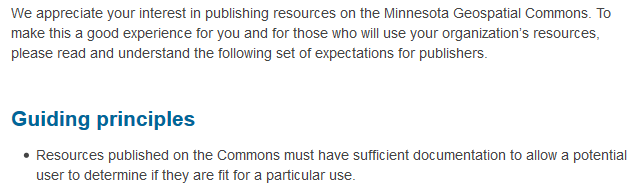 We appreciate your interest in publishing resources on the Minnesota Geospatial Commons. To
make this a good experience for you and for those who will use your organization's resources,
please read and understand the following set of expectations for publishers.
Guiding principles
• Resources published on the Commons must have sufficient documentation to allow a potential
user to determine if they are fit for a particular use.